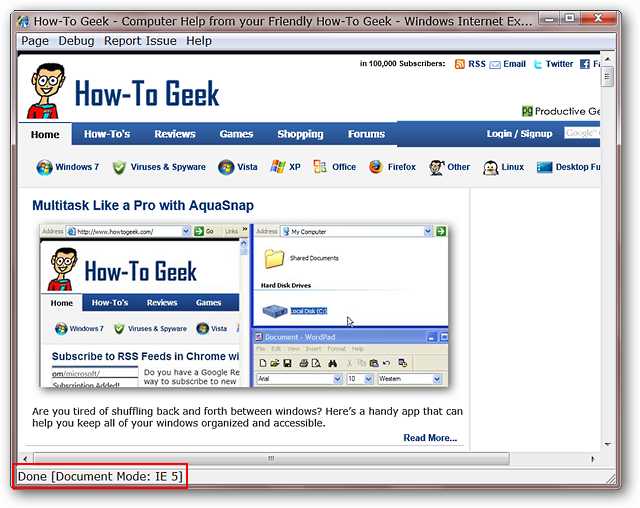 How-To Geek - Computer Help from your Friendly How-To Geek - Windows Internet Ex...
Page Debug Report Issue Help
in 100,000 Subscribers: RSS Email Twitter Fa
How-To Geek
pg Productive Ge
Home How-To's Reviews Games Shopping Forums Login / Signup Google
Windows 7 Viruses & Spyware Vista XP Office Firefox Other Linux Desktop Fu
Multitask Like a Pro with AquaSnap
Address http://www.howtogeek.com/ Go Links »
How-To Geek
Home How-To's Reviews Games
Windows 7 Viruses & Spyware Vista
Subscribe to RSS Feeds in Chrome wi
om/microsoft/
Subscription Added!
Do you have a Google Re
way to subscribe to new
Address My Computer
Shared Documents
Hard Disk Drives
Local Disk (C:)
Document - WordPad
File Edit View Insert Format Help
Arial 10 Western
Are you tired of shuffling back and forth between windows? Here's a handy app that can
help you keep all of your windows organized and accessible.
Read More...
Done [Document Mode: IE 5]